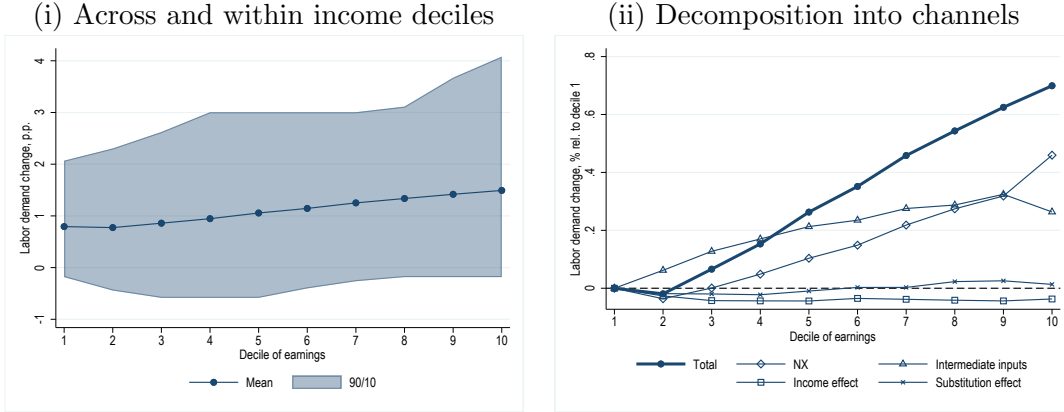 (i) Across and within income deciles
Labor demand change, p.p.
4
3
2
1
0
-1
1 2 3 4 5 6 7 8 9 10
Decile of earnings
Mean 90/10
(ii) Decomposition into channels
Labor demand change, % rel. to decile 1
.8
.6
.4
.2
0
1 2 3 4 5 6 7 8 9 10
Decile of earnings
Total NX Intermediate inputs
Income effect Substitution effect